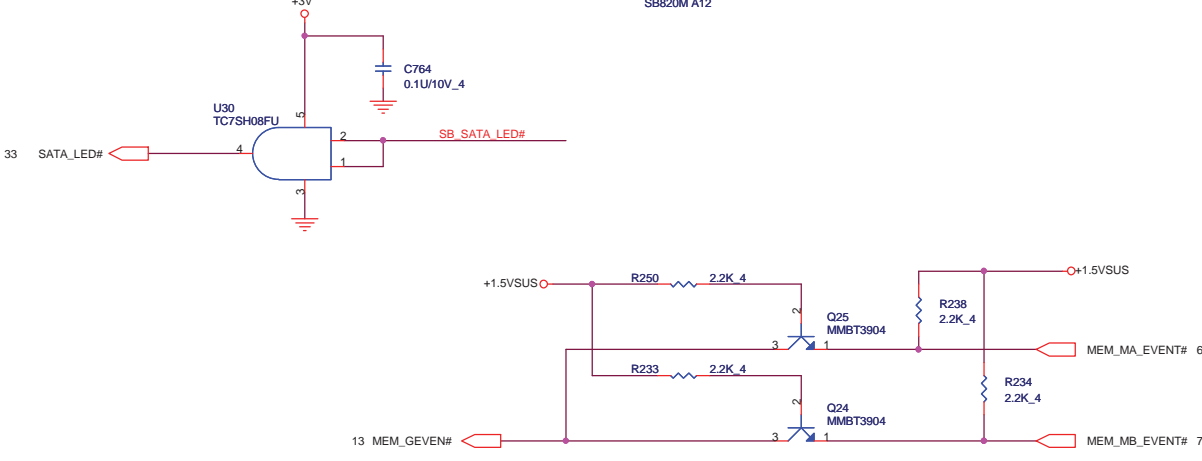 +3V
SB820M A12
C764
0.1U/10V_4
U30
TC7SH08FU
5
2
SB_SATA_LED#
33 SATA_LED#
4
1
3
+1.5VSUS
R250 2.2K_4
+1.5VSUS
2
Q25
MMBT3904
R238
2.2K_4
3 1
MEM_MA_EVENT# 6
R233 2.2K_4
R234
2.2K_4
2
Q24
MMBT3904
13 MEM_GEVEN#
3 1
MEM_MB_EVENT# 7